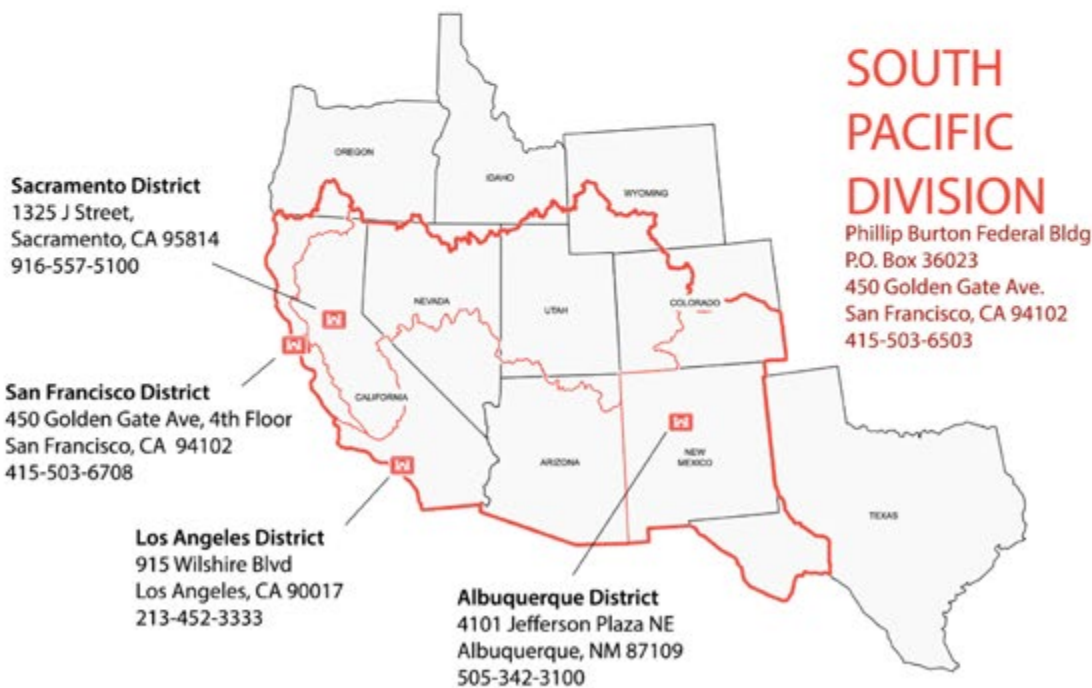 SOUTH
PACIFIC
DIVISION
Phillip Burton Federal Bldg
P.O. Box 36023
450 Golden Gate Ave.
San Francisco, CA 94102
415-503-6503
Sacramento District
1325 J Street,
Sacramento, CA 95814
916-557-5100
San Francisco District
450 Golden Gate Ave, 4th Floor
San Francisco, CA 94102
415-503-6708
Los Angeles District
915 Wilshire Blvd
Los Angeles, CA 90017
213-452-3333
Albuquerque District
4101 Jefferson Plaza NE
Albuquerque, NM 87109
505-342-3100
OREGON
IDAHO
WYOMING
NEVADA
UTAH
COLORADO
CALIFORNIA
ARIZONA
NEW
MEXICO
TEXAS